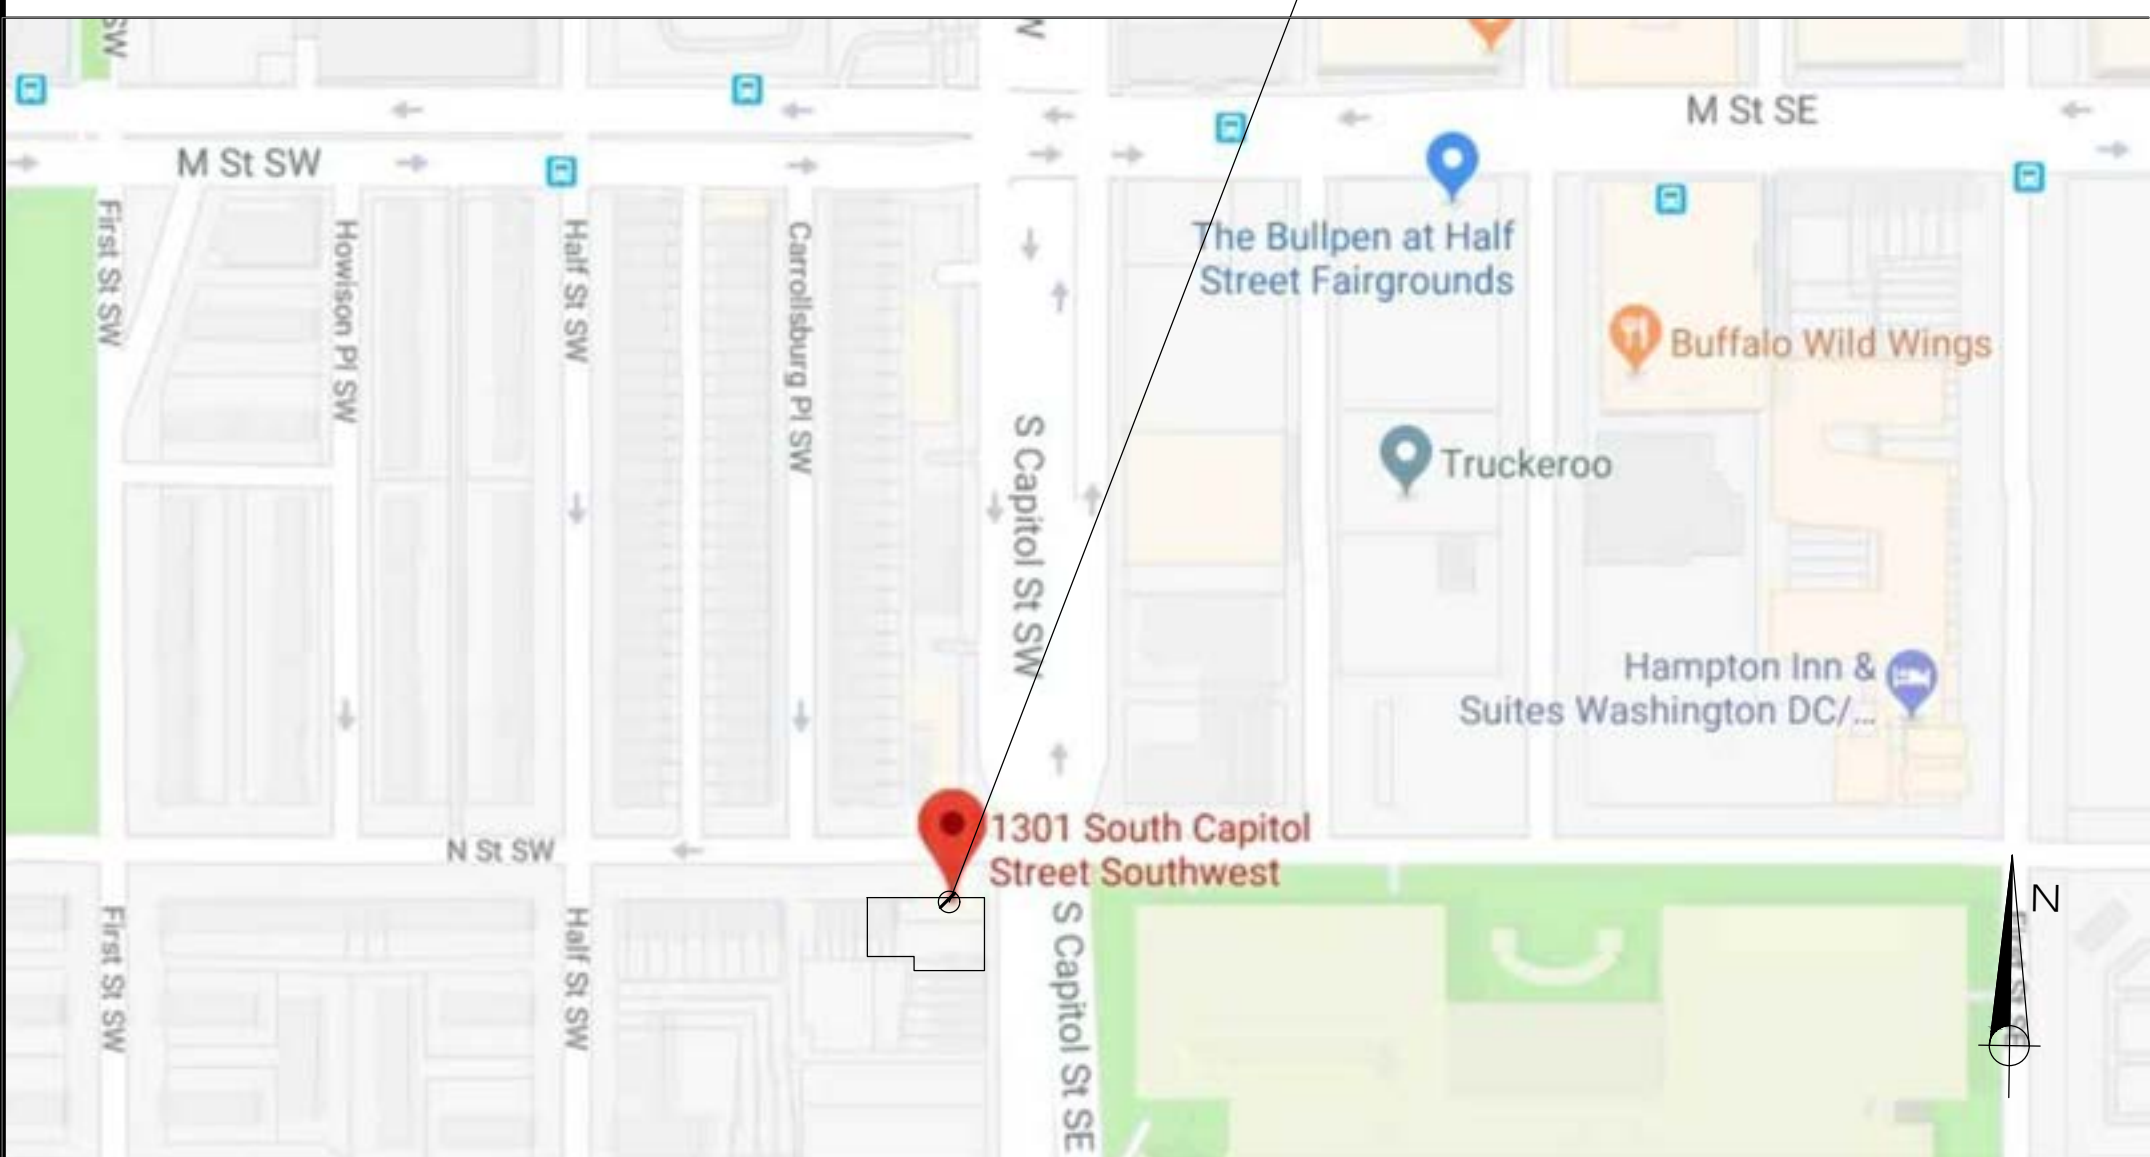 SW
W
M St SE
M St SW
First St SW
Howison Pl SW
Half St SW
Carrollsburg Pl SW
The Bullpen at Half
Street Fairgrounds
Buffalo Wild Wings
S Capitol St SW
Truckeroo
Hampton Inn &
Suites Washington DC/...
1301 South Capitol
Street Southwest
N St SW
N
First St SW
Half St SW
S Capitol St SE